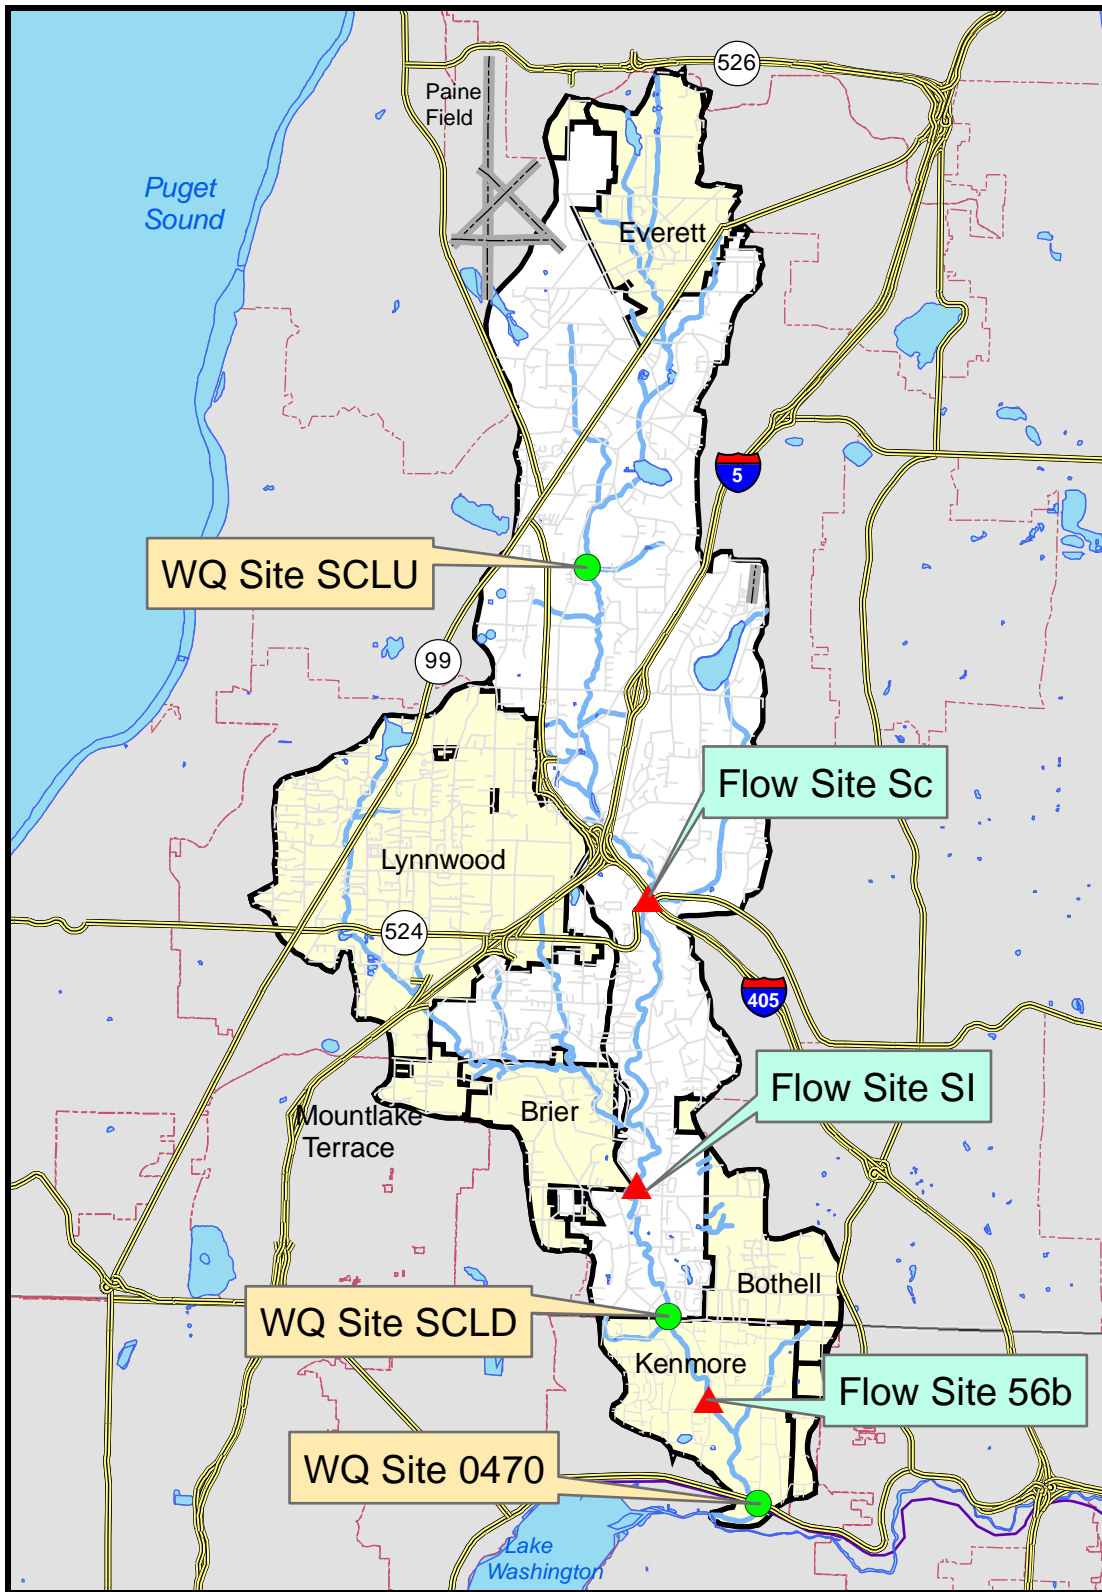 526
Paine
Field
Puget
Sound
Everett
5
WQ Site SCLU
99
Flow Site Sc
Lynnwood
524
405
Flow Site SI
Brier
Mountlake
Terrace
Bothell
WQ Site SCLD
Kenmore
Flow Site 56b
WQ Site 0470
Lake
Washington